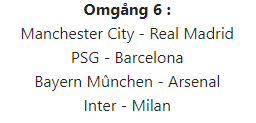 Omgång 6 :
Manchester City - Real Madrid
PSG - Barcelona
Bayern Mûnchen - Arsenal
Inter - Milan